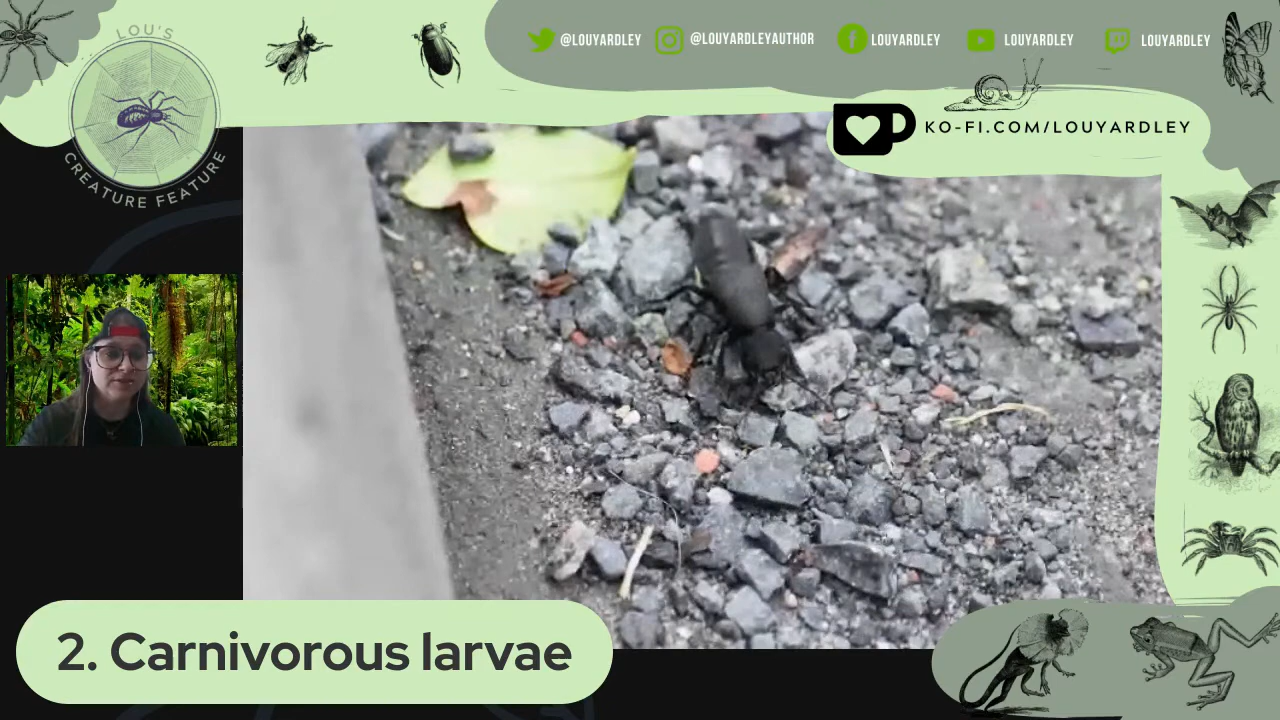 LOU'S
CREATURE FEATURE
@LOUYARDLEY
@LOUYARDLEYAUTHOR
LOUYARDLEY
LOUYARDLEY
LOUYARDLEY
KO-FI.COM/LOUYARDLEY
2. Carnivorous larvae